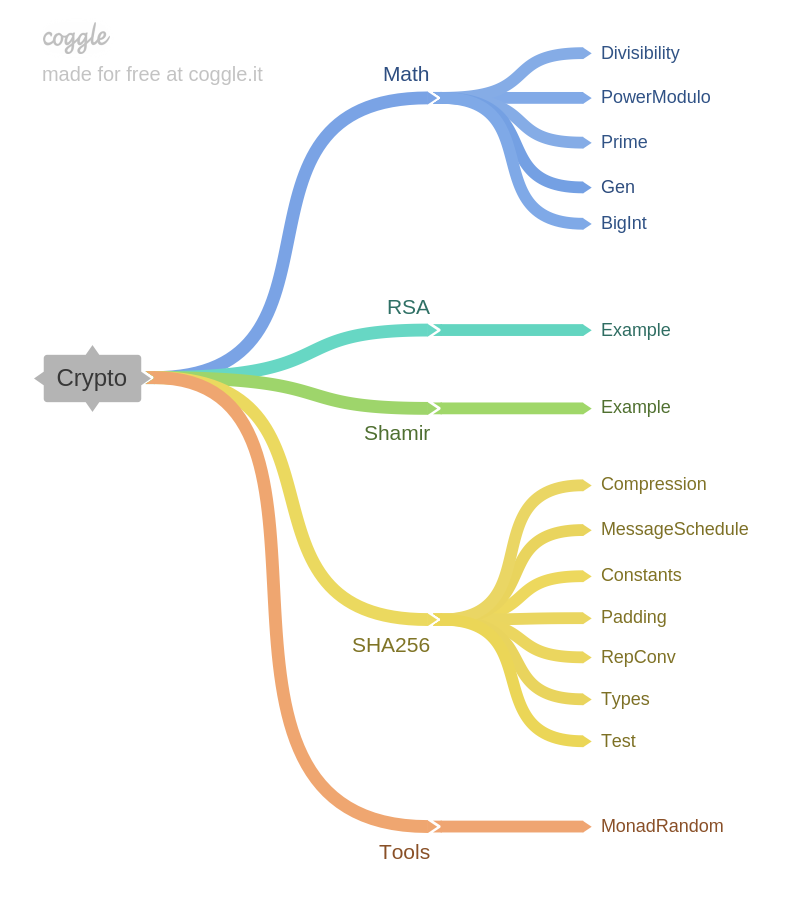 coggle
made for free at coggle.it
Math
Divisibility
PowerModulo
Prime
Gen
BigInt
RSA
Example
Crypto
Shamir
Example
SHA256
Compression
MessageSchedule
Constants
Padding
RepConv
Types
Test
Tools
MonadRandom